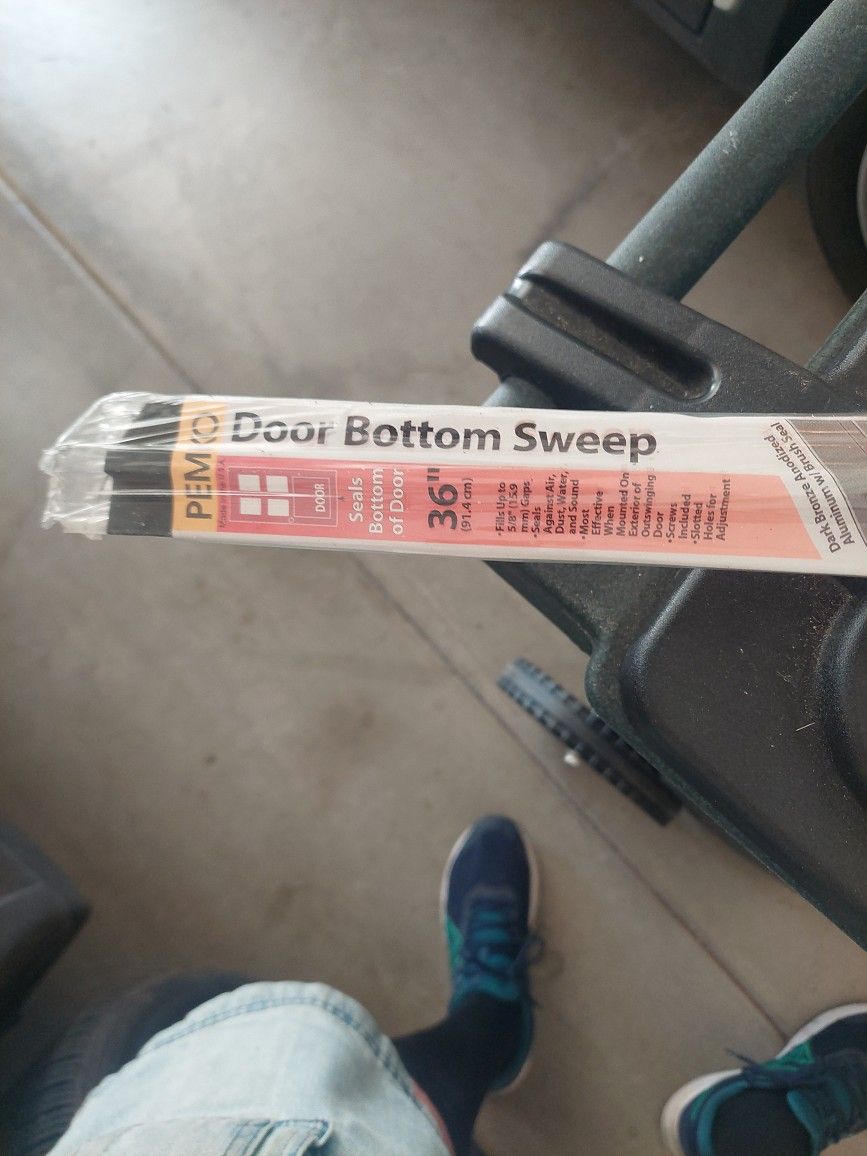 PEMKO
Door Bottom Sweep
DOOR
Seals
Bottom
of Door
36"
(91.4 cm)
•Fills Up to
5/8" (15.9
mm) Gaps
•Seals
Against Air,
Dust, Water,
and Sound
•Most
Effective
When
Mounted On
Exterior of
Outswinging
Door
•Screws
Included
•Slotted
Holes for
Adjustment
Dark Bronze Anodized
Aluminum w/ Brush Seal